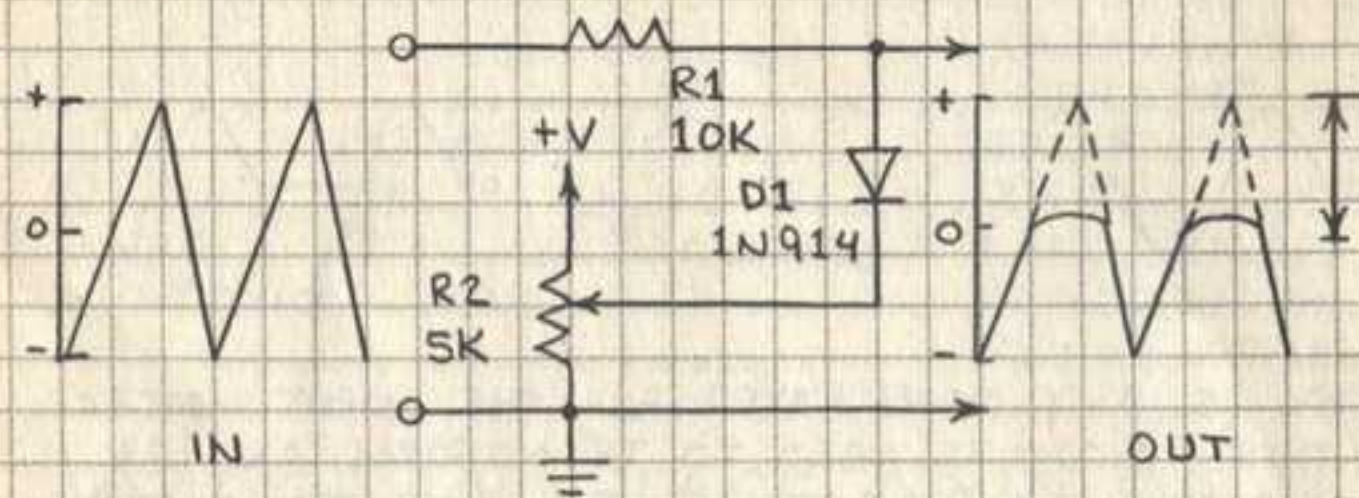 +
0
-
IN
R1
10K
+V
D1
1N914
R2
5K
+
0
-
OUT